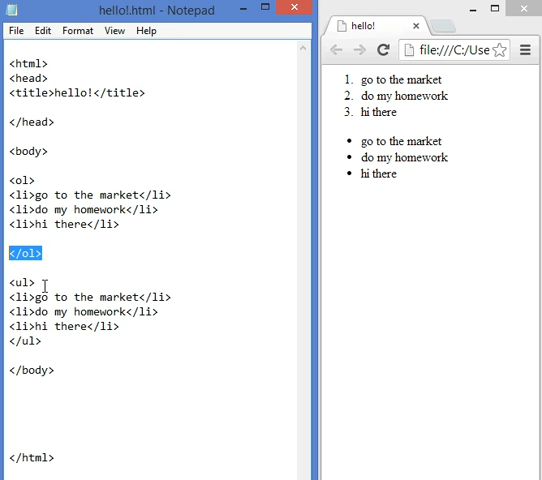 hello!.html - Notepad
File Edit Format View Help
<html>
<head>
<title>hello!</title>
</head>
<body>
<ol>
<li>go to the market</li>
<li>do my homework</li>
<li>hi there</li>
</ol>
<ul>
<li>go to the market</li>
<li>do my homework</li>
<li>hi there</li>
</ul>
</body>
</html>
hello!
file:///C:/Use
1. go to the market
2. do my homework
3. hi there
• go to the market
• do my homework
• hi there